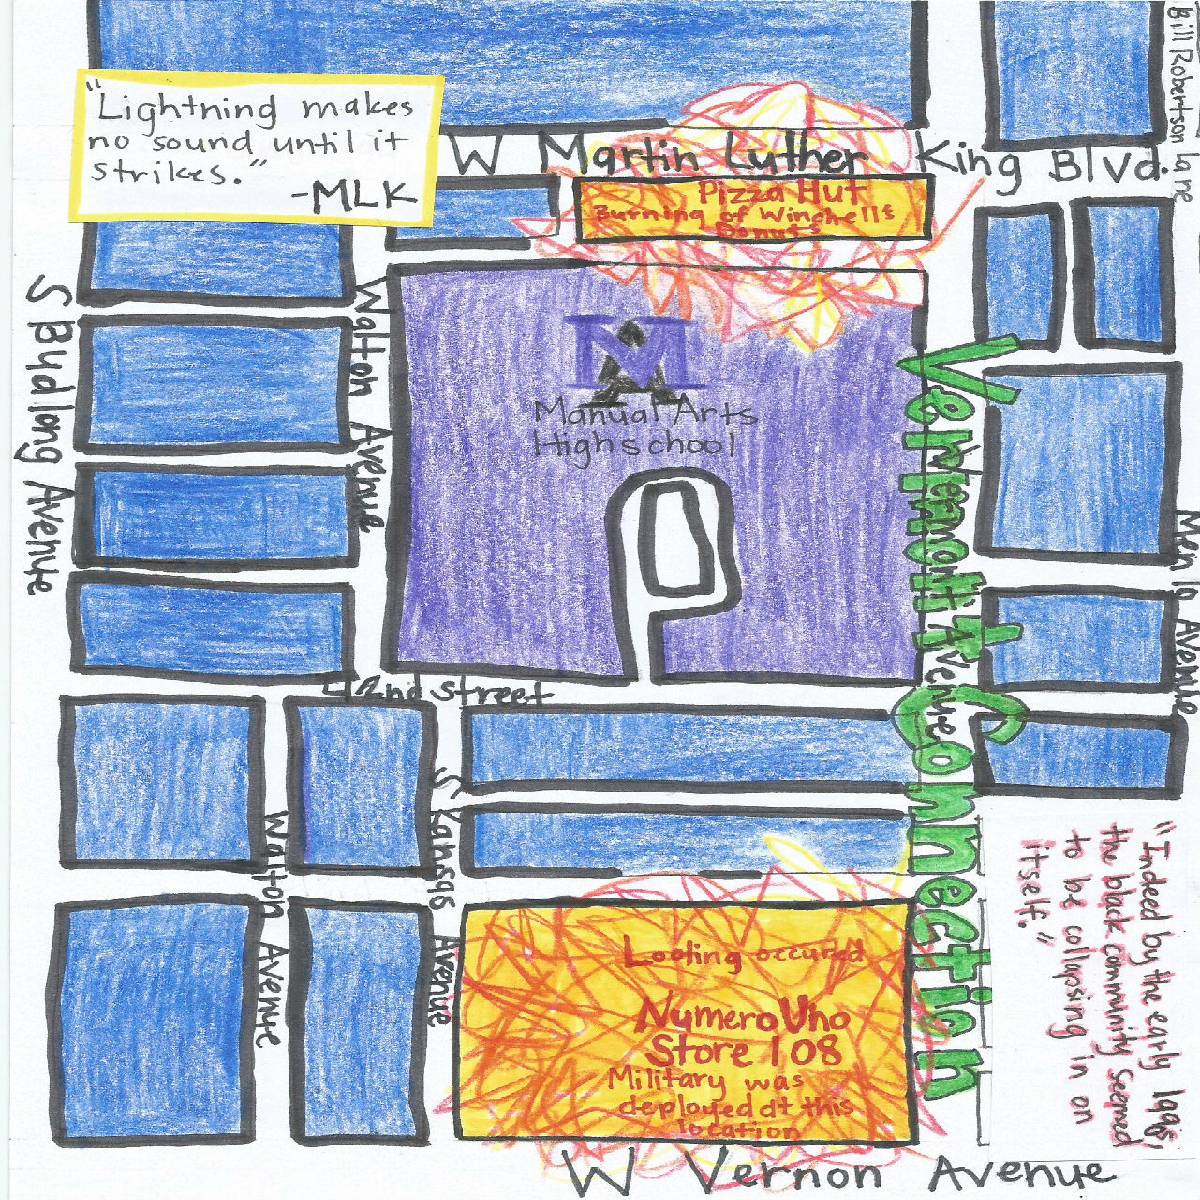 Bill Robertson Lane
"Lightning makes
no sound until it
strikes."
-MLK
W Martin Luther King Blvd.
Pizza Hut
Burning of Winchells
Donuts
S Budlong Avenue
Walton Avenue
MA
Manual Arts
Highschool
Vermont Connection
Vermont Avenue
Menlo Avenue
42nd street
S Kansas Avenue
Walton Avenue
"Indeed by the early 1990s,
the black community seemed
to be collapsing in on
itself."
Looting occured
Numero Uno
Store 108
Military was
deployed at this
location
W Vernon Avenue